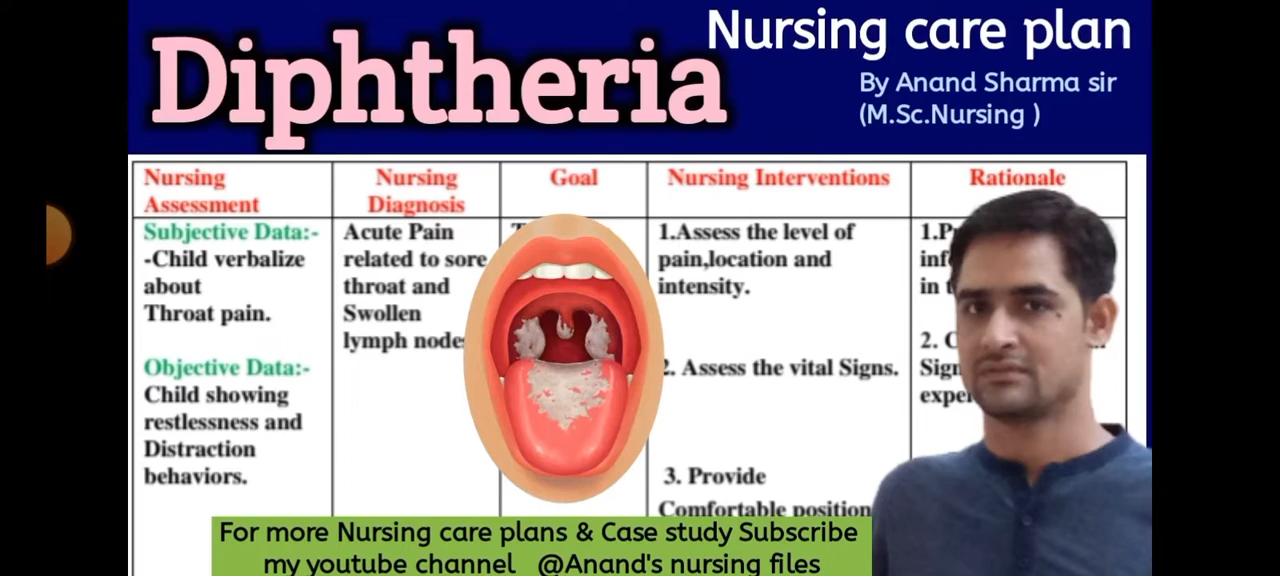 Diphtheria
Nursing care plan
By Anand Sharma sir
(M.Sc.Nursing )
Nursing
Assessment
Nursing
Diagnosis
Goal
Nursing Interventions
Rationale
Subjective Data:-
-Child verbalize
about
Throat pain.
Objective Data:-
Child showing
restlessness and
Distraction
behaviors.
Acute Pain
related to sore
throat and
Swollen
lymph node
1.Assess the level of
pain,location and
intensity.
2. Assess the vital Signs.
3. Provide
Comfortable position
1.
in
2.
For more Nursing care plans & Case study Subscribe
my youtube channel @Anand's nursing files